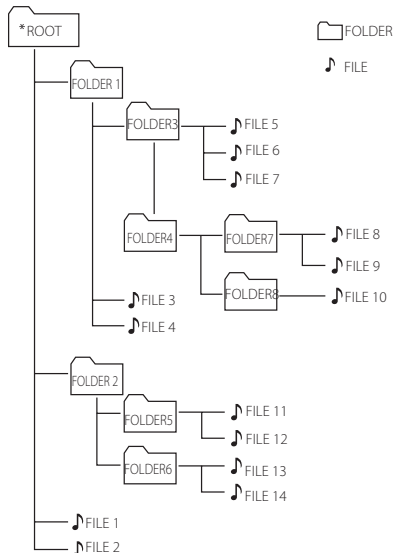 *ROOT
FOLDER
FILE
FOLDER 1
FOLDER3
FILE 5
FILE 6
FILE 7
FOLDER4
FOLDER7
FILE 8
FILE 9
FOLDER8
FILE 10
FILE 3
FILE 4
FOLDER 2
FOLDER5
FILE 11
FILE 12
FOLDER6
FILE 13
FILE 14
FILE 1
FILE 2